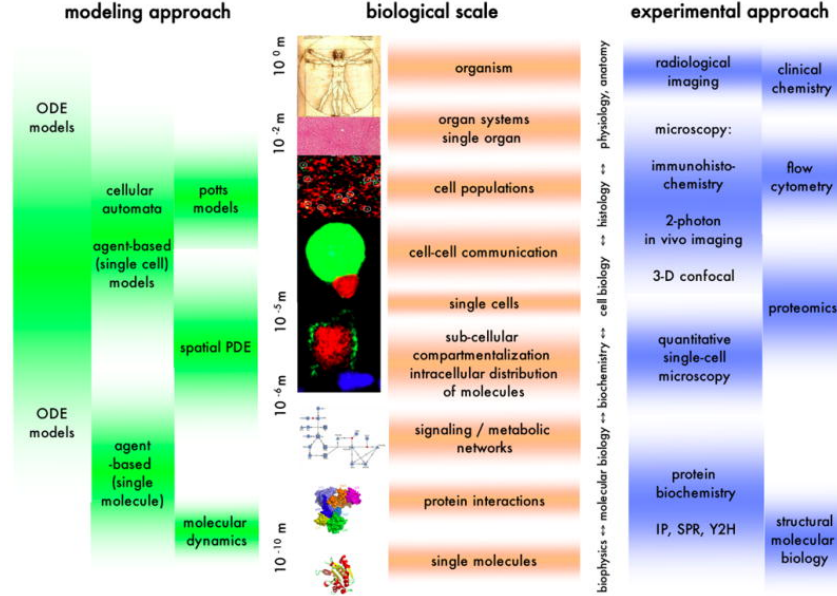 modeling approach
biological scale
experimental approach
ODE
models
cellular
automata
agent-based
(single cell)
models
potts
models
spatial PDE
ODE
models
agent
-based
(single
molecule)
molecular
dynamics
10 0 m
10 -2 m
10 -5 m
10 -6 m
10 -10 m
organism
organ systems
single organ
cell populations
cell-cell communication
single cells
sub-cellular
compartmentalization
intracellular distribution
of molecules
signaling / metabolic
networks
protein interactions
single molecules
biophysics ↔ molecular biology ↔ biochemistry ↔ cell biology ↔ histology ↔ physiology, anatomy
radiological
imaging
microscopy:
immunohisto-
chemistry
2-photon
in vivo imaging
3-D confocal
quantitative
single-cell
microscopy
protein
biochemistry
IP, SPR, Y2H
clinical
chemistry
flow
cytometry
proteomics
structural
molecular
biology